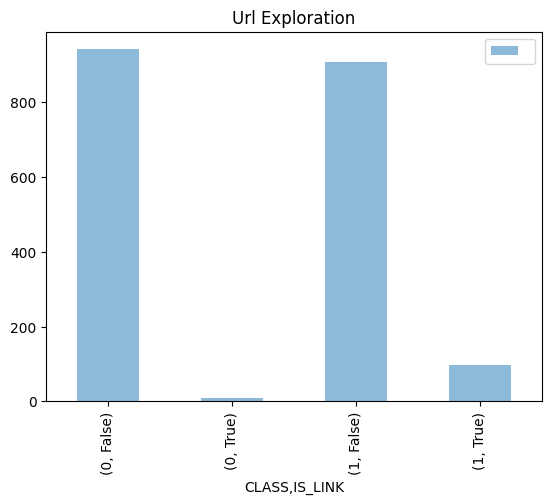 Url Exploration
800
600
400
200
0
(0, False)
(0, True)
(1, False)
(1, True)
CLASS,IS_LINK